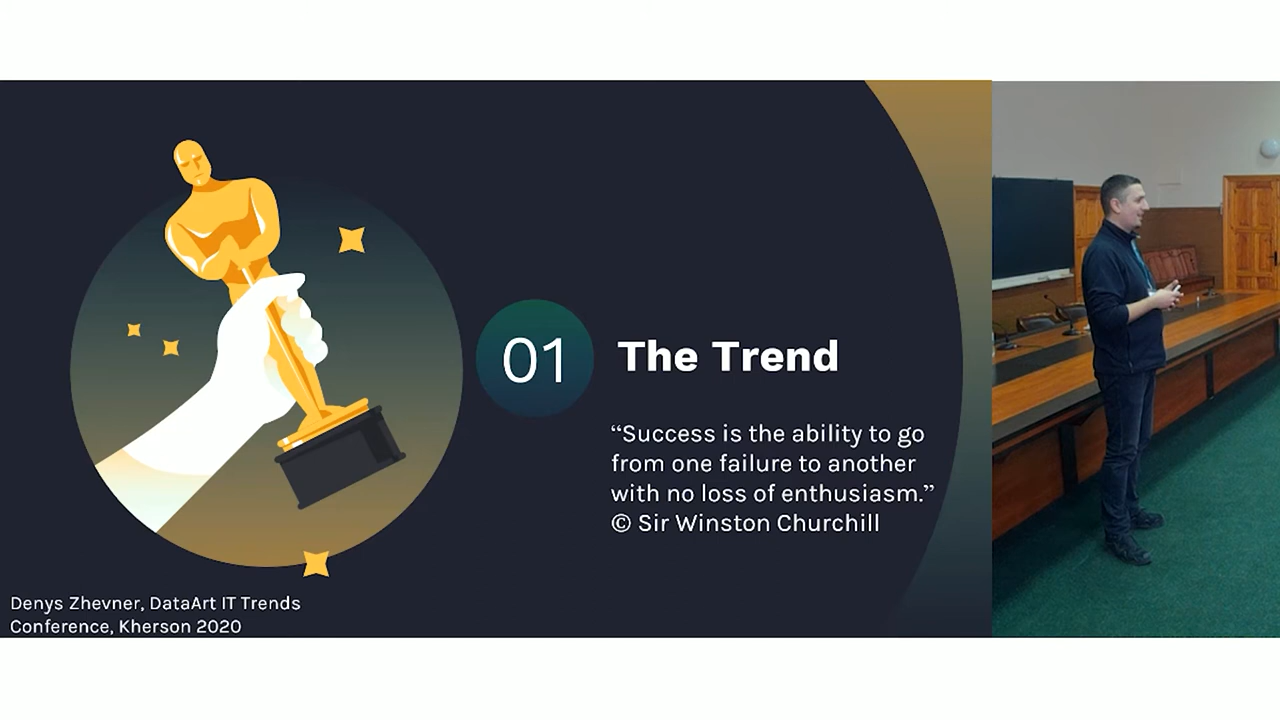 01
The Trend
“Success is the ability to go
from one failure to another
with no loss of enthusiasm.”
© Sir Winston Churchill
Denys Zhevner, DataArt IT Trends
Conference, Kherson 2020